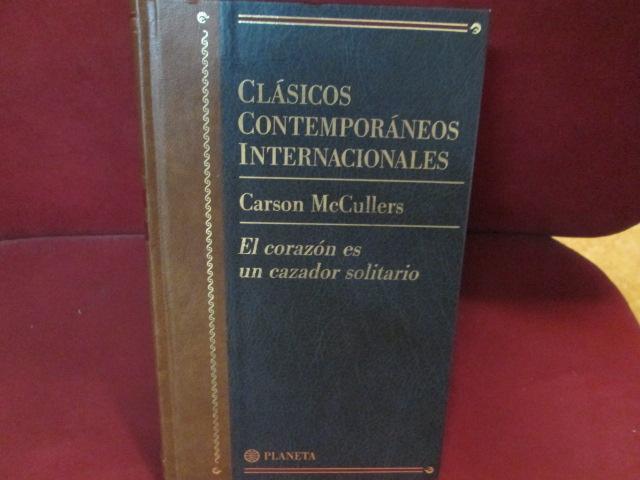 CLÁSICOS
CONTEMPORÁNEOS
INTERNACIONALES
Carson McCullers
El corazón es
un cazador solitario
PLANETA